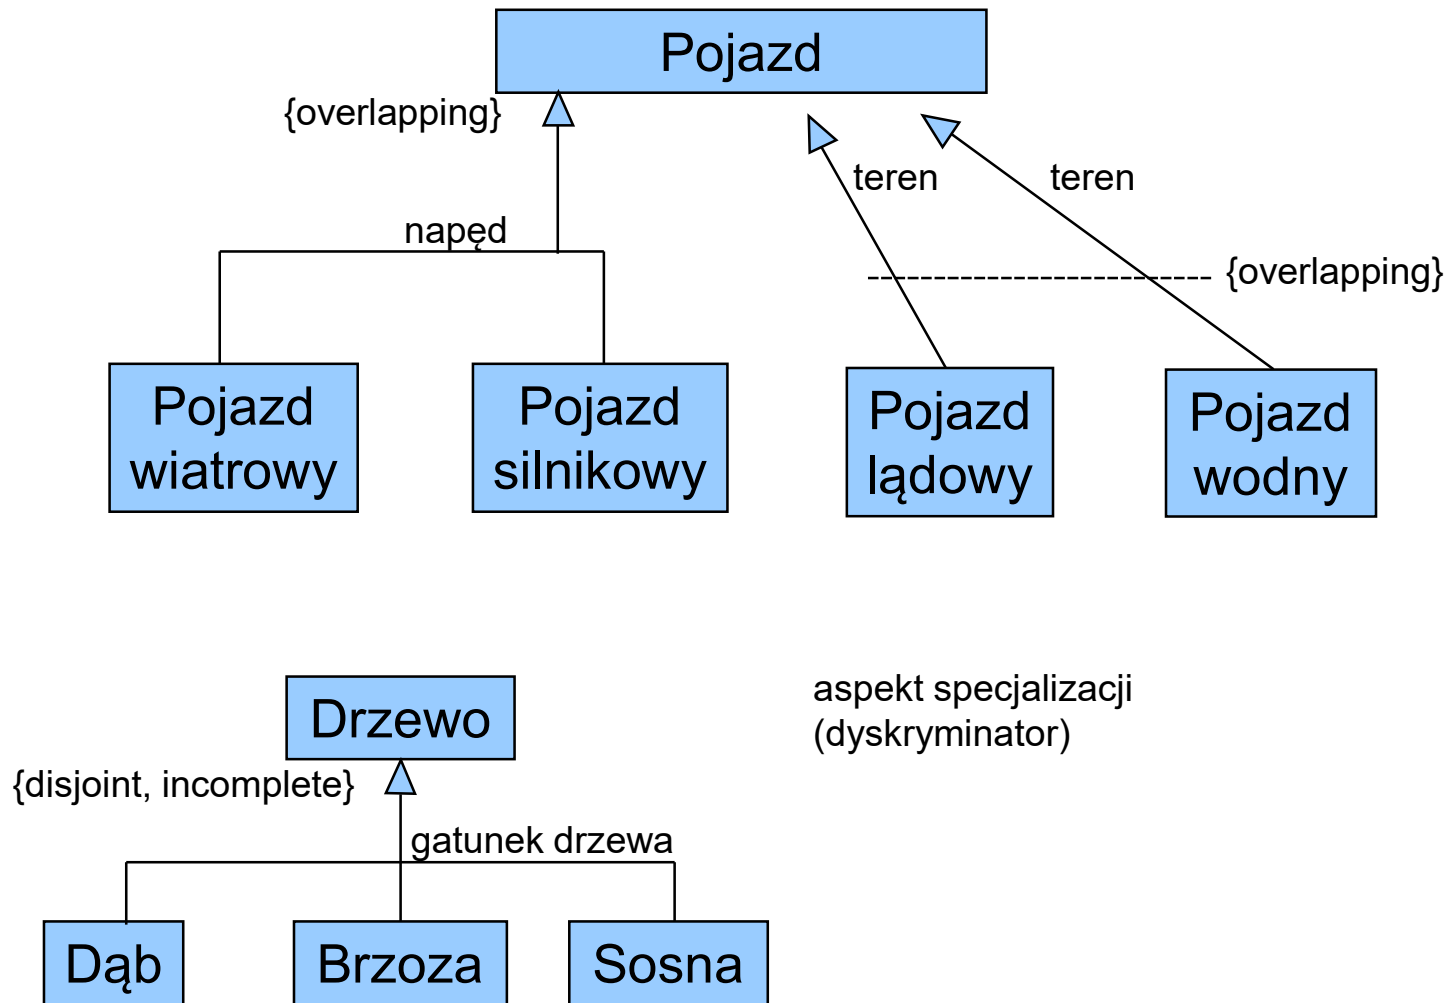 Pojazd
{overlapping}
teren
teren
napęd
{overlapping}
Pojazd
wiatrowy
Pojazd
silnikowy
Pojazd
lądowy
Pojazd
wodny
Drzewo
aspekt specjalizacji
(dyskryminator)
{disjoint, incomplete}
gatunek drzewa
Dąb
Brzoza
Sosna